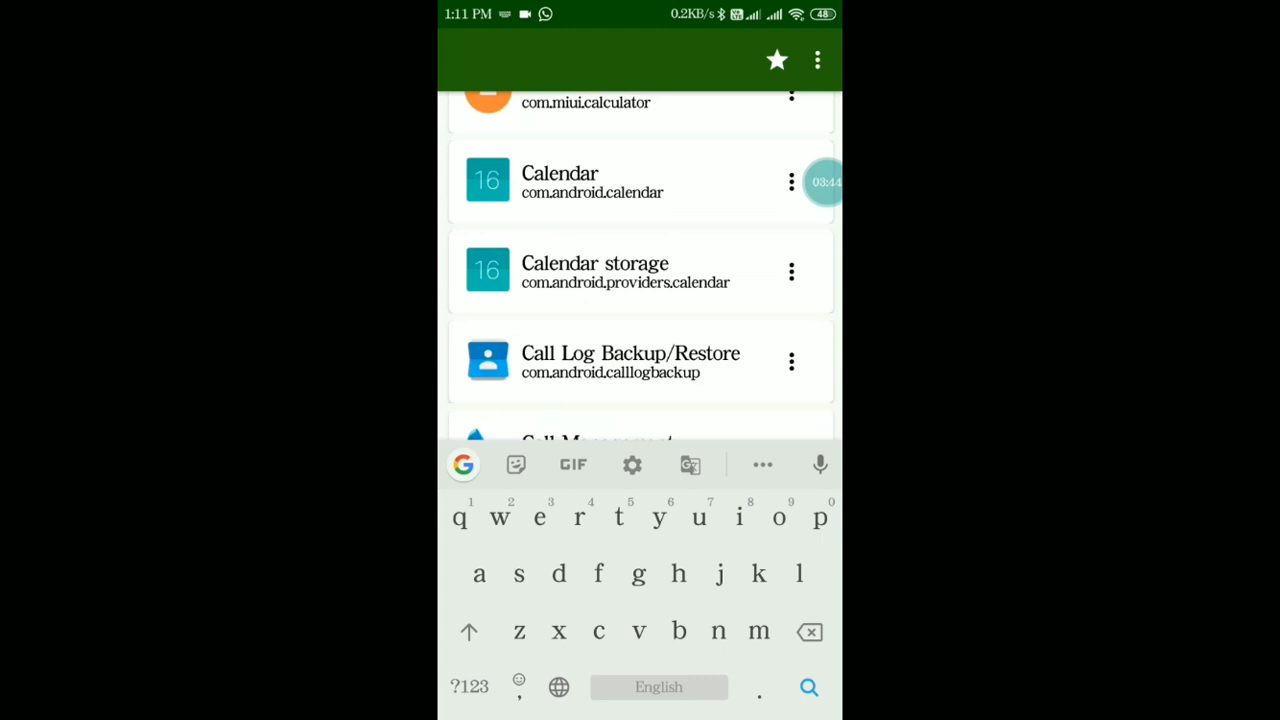 1:11 PM 0.2KB/s 48
com.miui.calculator
16 Calendar
com.android.calendar
03:44
16 Calendar storage
com.android.providers.calendar
Call Log Backup/Restore
com.android.calllogbackup
Call Management
G GIF
1 2 3 4 5 6 7 8 9 0
q w e r t y u i o p
a s d f g h j k l
z x c v b n m
?123 , English .